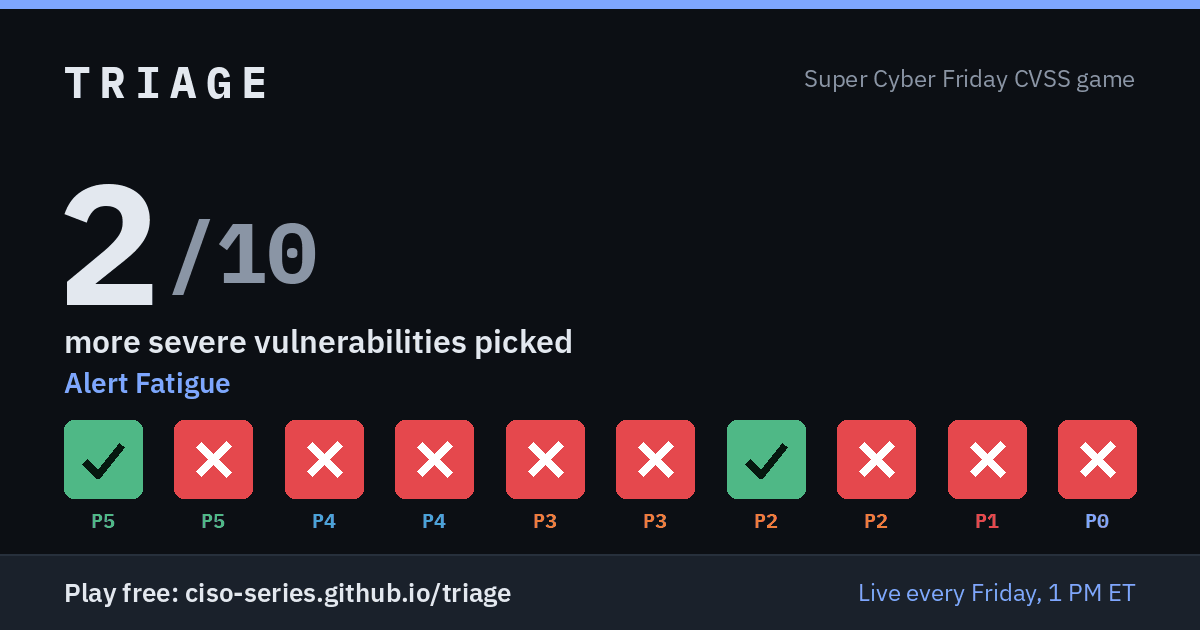 TRIAGE
Super Cyber Friday CVSS game
2/10
more severe vulnerabilities picked
Alert Fatigue
P5 P5 P4 P4 P3 P3 P2 P2 P1 P0
Play free: ciso-series.github.io/triage
Live every Friday, 1 PM ET